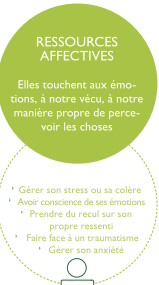 RESSOURCES
AFFECTIVES
Elles touchent aux émo-
tions, à notre vécu, à notre
manière propre de perce-
voir les choses
Gérer son stress ou sa colère
Avoir conscience de ses émotions
Prendre du recul sur son
propre ressenti
Faire face à un traumatisme
Gérer son anxiété